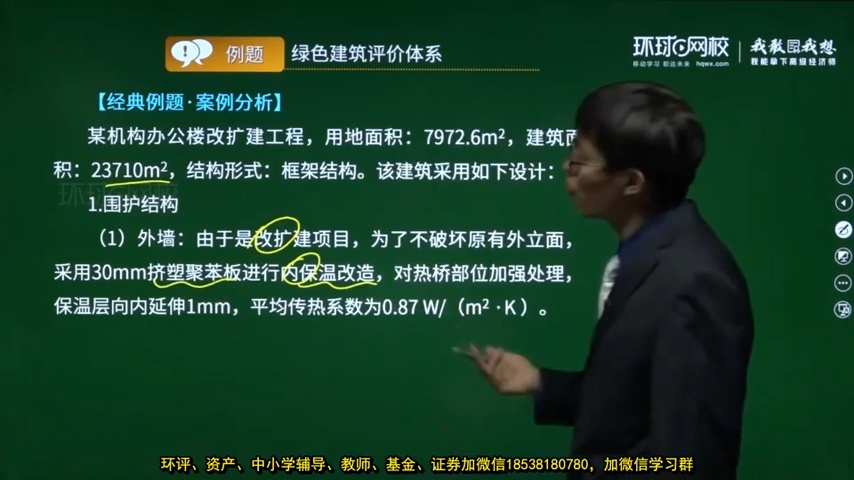 例题 绿色建筑评价体系
环球网校 我敢 我想
移动学习 职达未来 hqwx.com 我能拿下高级经济师
【经典例题·案例分析】
某机构办公楼改扩建工程，用地面积：7972.6m²，建筑面
积：23710m²，结构形式：框架结构。该建筑采用如下设计：
环球网校
1.围护结构
（1）外墙：由于是改扩建项目，为了不破坏原有外立面，
采用30mm挤塑聚苯板进行内保温改造，对热桥部位加强处理，
保温层向内延伸1mm，平均传热系数为0.87 W/（m²·K）。
环评、资产、中小学辅导、教师、基金、证券加微信18538180780，加微信学习群